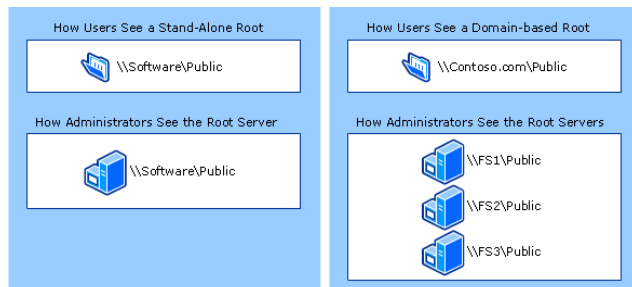 How Users See a Stand-Alone Root
\\Software\Public
How Administrators See the Root Server
\\Software\Public
How Users See a Domain-based Root
\\Contoso.com\Public
How Administrators See the Root Servers
\\FS1\Public
\\FS2\Public
\\FS3\Public